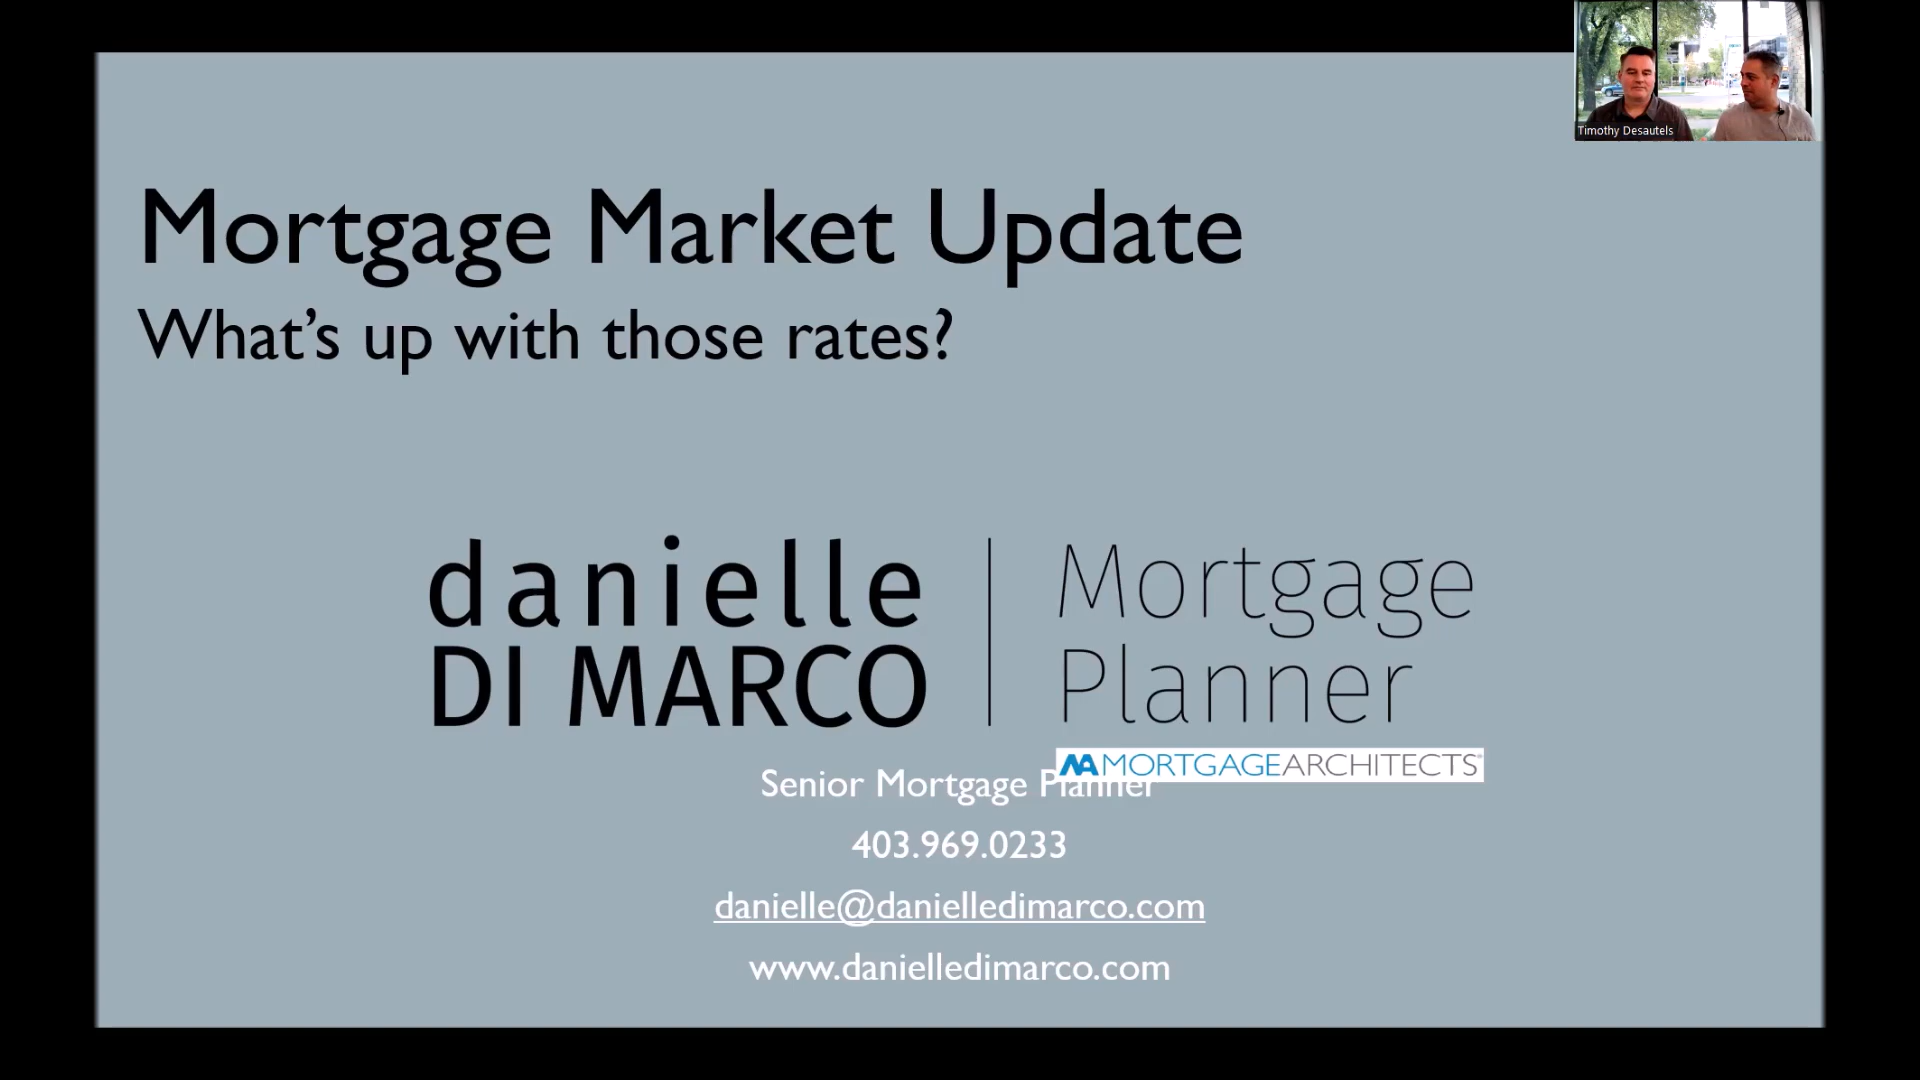 Timothy Desautels
Mortgage Market Update
What's up with those rates?
danielle
DI MARCO
Mortgage
Planner
MORTGAGEARCHITECTS
Senior Mortgage Planner
403.969.0233
danielle@danielledimarco.com
www.danielledimarco.com